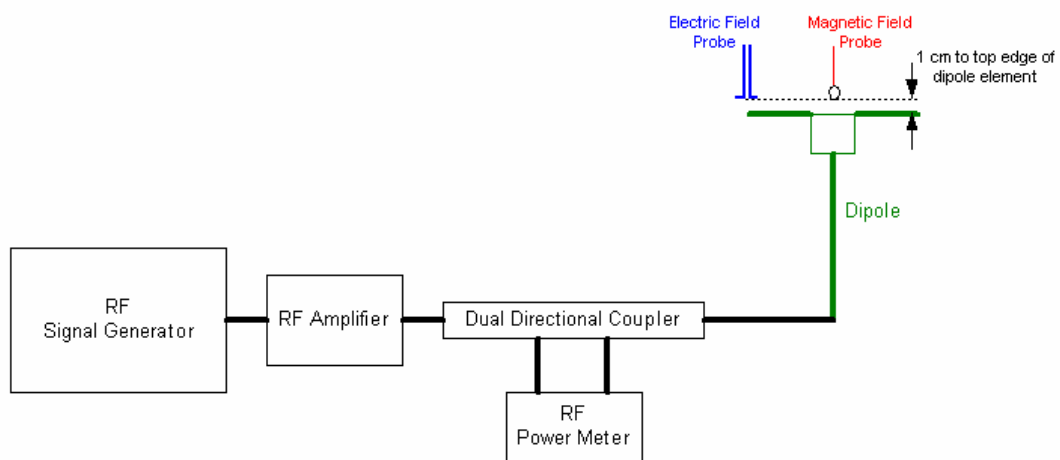 Electric Field
Probe
Magnetic Field
Probe
1 cm to top edge of
dipole element
Dipole
RF
Signal Generator
RF Amplifier
Dual Directional Coupler
RF
Power Meter